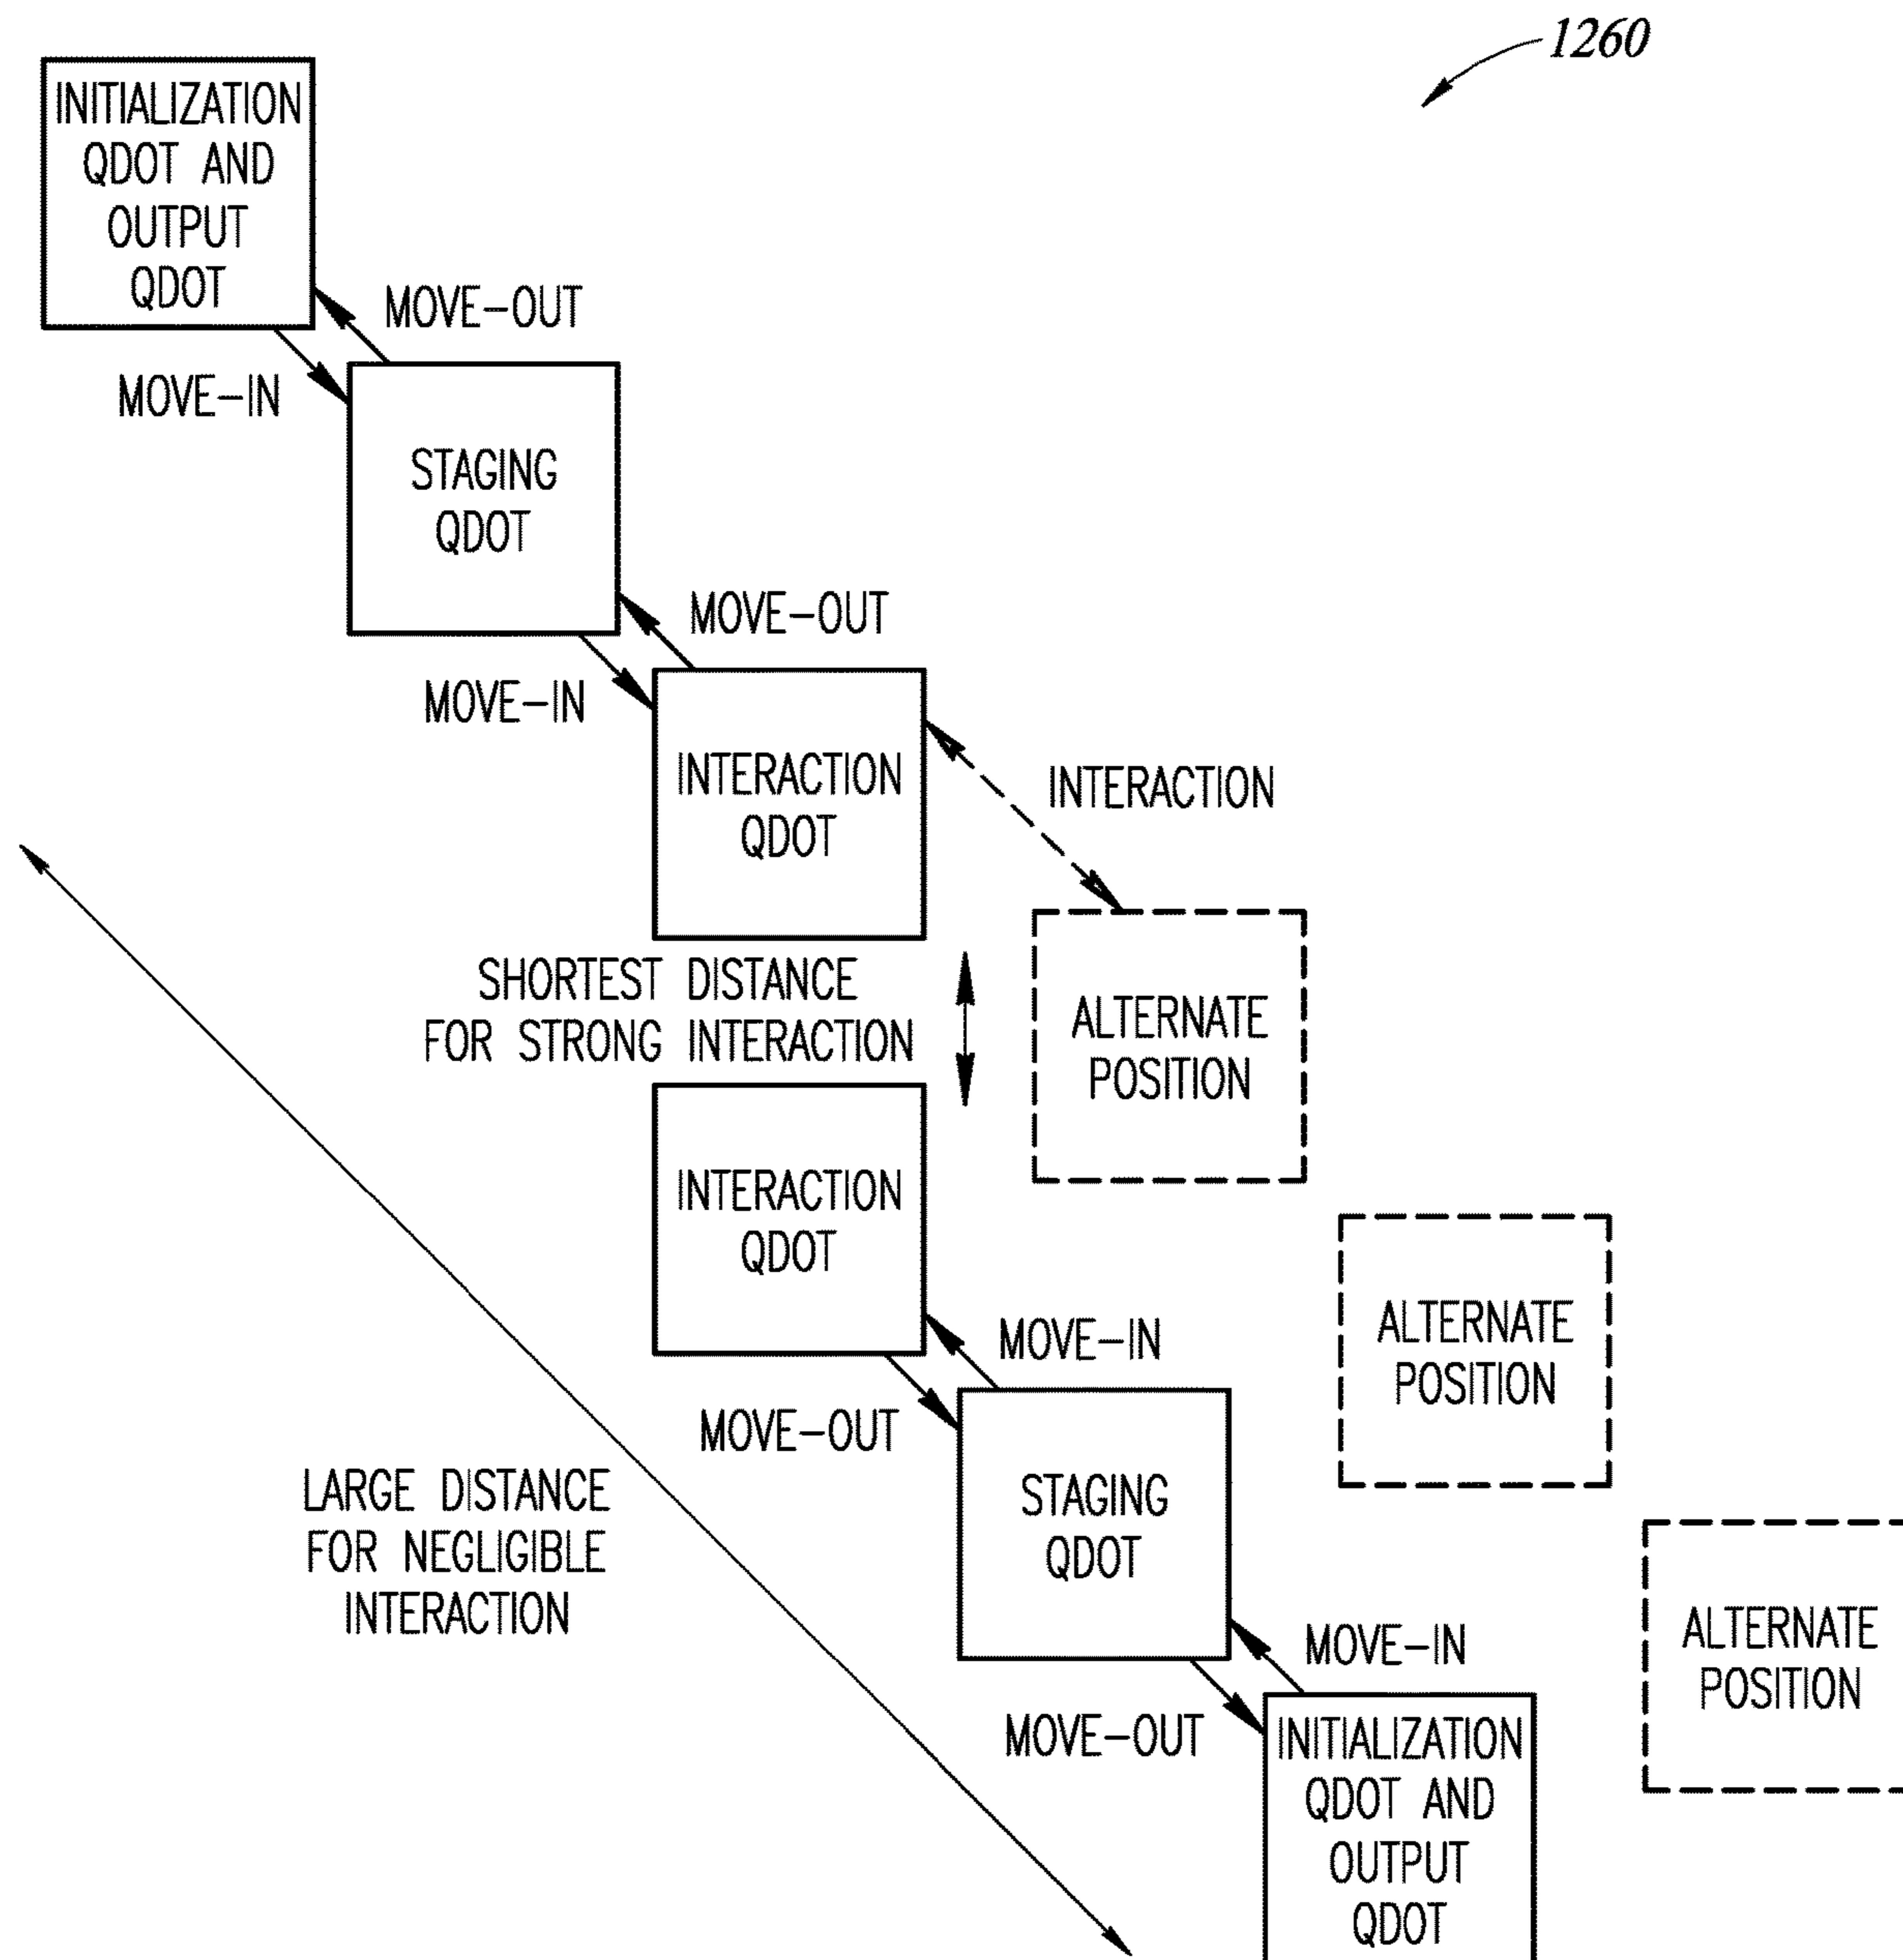 1260
INITIALIZATION
QDOT AND
OUTPUT
QDOT
MOVE-OUT
MOVE-IN
STAGING
QDOT
MOVE-OUT
MOVE-IN
INTERACTION
QDOT
INTERACTION
SHORTEST DISTANCE
FOR STRONG INTERACTION
ALTERNATE
POSITION
INTERACTION
QDOT
ALTERNATE
POSITION
MOVE-IN
MOVE-OUT
LARGE DISTANCE
FOR NEGLIGIBLE
INTERACTION
STAGING
QDOT
ALTERNATE
POSITION
MOVE-IN
MOVE-OUT
INITIALIZATION
QDOT AND
OUTPUT
QDOT